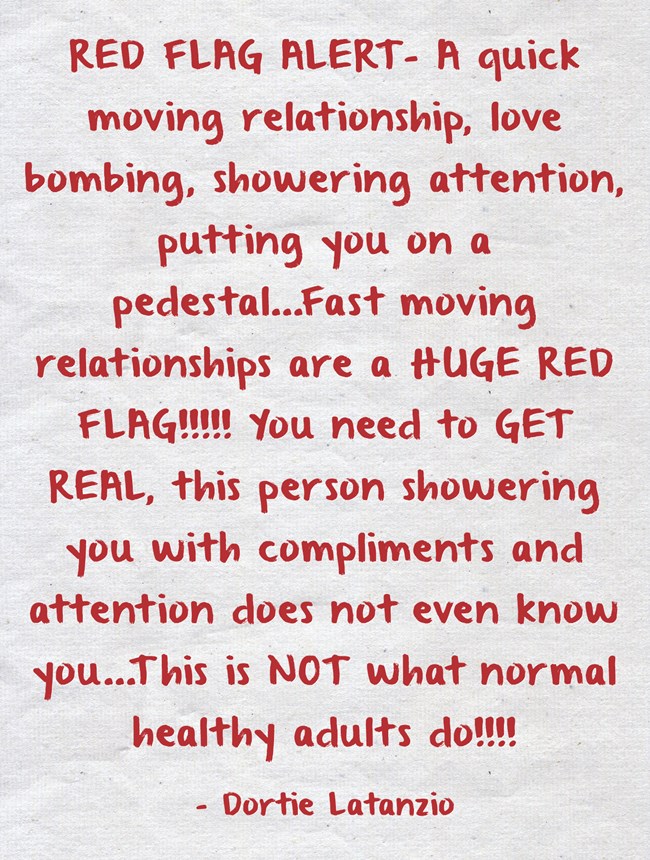 RED FLAG ALERT- A quick
moving relationship, love
bombing, showering attention,
putting you on a
pedestal...Fast moving
relationships are a HUGE RED
FLAG!!!!! You need to GET
REAL, this person showering
you with compliments and
attention does not even know
you...This is NOT what normal
healthy adults do!!!!
- Dortie Latanzio